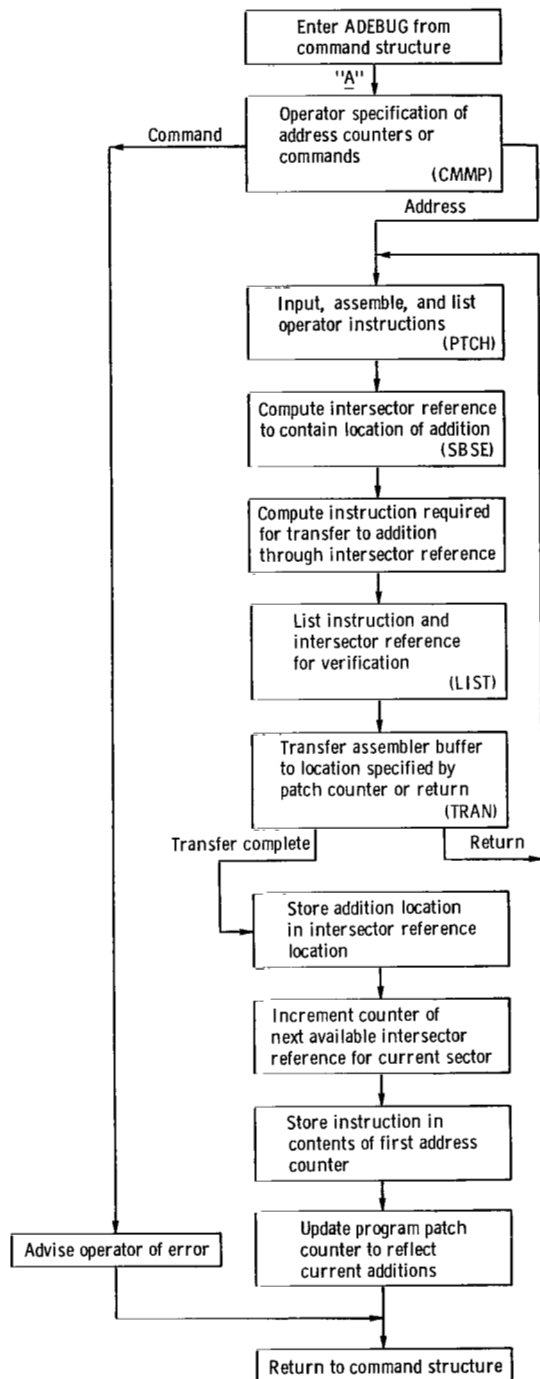 Enter ADEBUG from
command structure
"A"
Operator specification of
address counters or
commands
(CMMP)
Command
Address
Input, assemble, and list
operator instructions
(PTCH)
Compute intersector reference
to contain location of addition
(SBSE)
Compute instruction required
for transfer to addition
through intersector reference
List instruction and
intersector reference
for verification
(LIST)
Transfer assembler buffer
to location specified by
patch counter or return
(TRAN)
Transfer complete
Return
Store addition location
in intersector reference
location
Increment counter of
next available intersector
reference for current sector
Store instruction in
contents of first address
counter
Update program patch
counter to reflect
current additions
Advise operator of error
Return to command structure